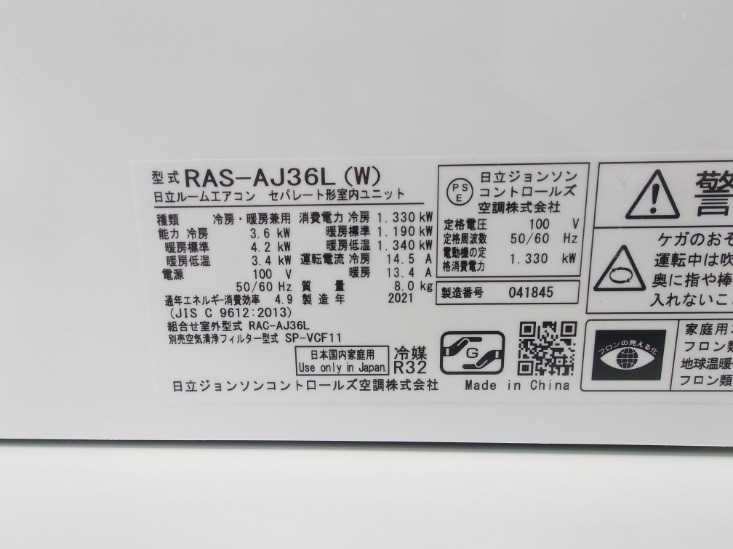 型式 RAS-AJ36L (W)
日立ルームエアコン セパレート形室内ユニット
種類 冷房・暖房兼用 消費電力 冷房 1.330 kW
能力 冷房 3.6 kW 暖房標準 1.190 kW
暖房標準 4.2 kW 暖房低温 1.340 kW
暖房低温 3.4 kW 運転電流 冷房 14.5 A
電源 100 V 暖房 13.4 A
50/60 Hz 質量 8.0kg
通年エネルギー消費効率 4.9 製造年 2021
(JIS C 9612:2013)
組合せ室外型式 RAC-AJ36L
別売空気清浄フィルター型式 SP-VCF11
日本国内家庭用
Use only in Japan
冷媒
R32
日立ジョンソンコントロールズ空調株式会社
PS
E
日立ジョンソン
コントロールズ
空調株式会社
定格電圧 100 V
定格周波数 50/60 Hz
電動機の定
格消費電力 1.330 kW
製造番号 041845
G
Made in China
警
ケガのおそ
運転中は吹
奥に指や棒
入れないこ
フロンの見える化
家庭用エ
フロン類
地球温暖
フロン類